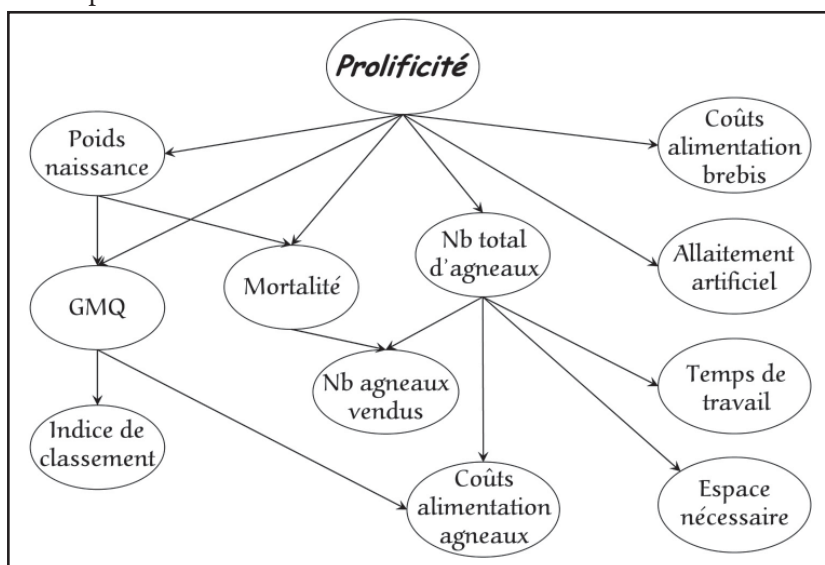 Prolificité
Poids
naissance
Coûts
alimentation
brebis
Nb total
d'agneaux
Allaitement
artificiel
Mortalité
GMQ
Nb agneaux
vendus
Temps de
travail
Indice de
classement
Coûts
alimentation
agneaux
Espace
nécessaire